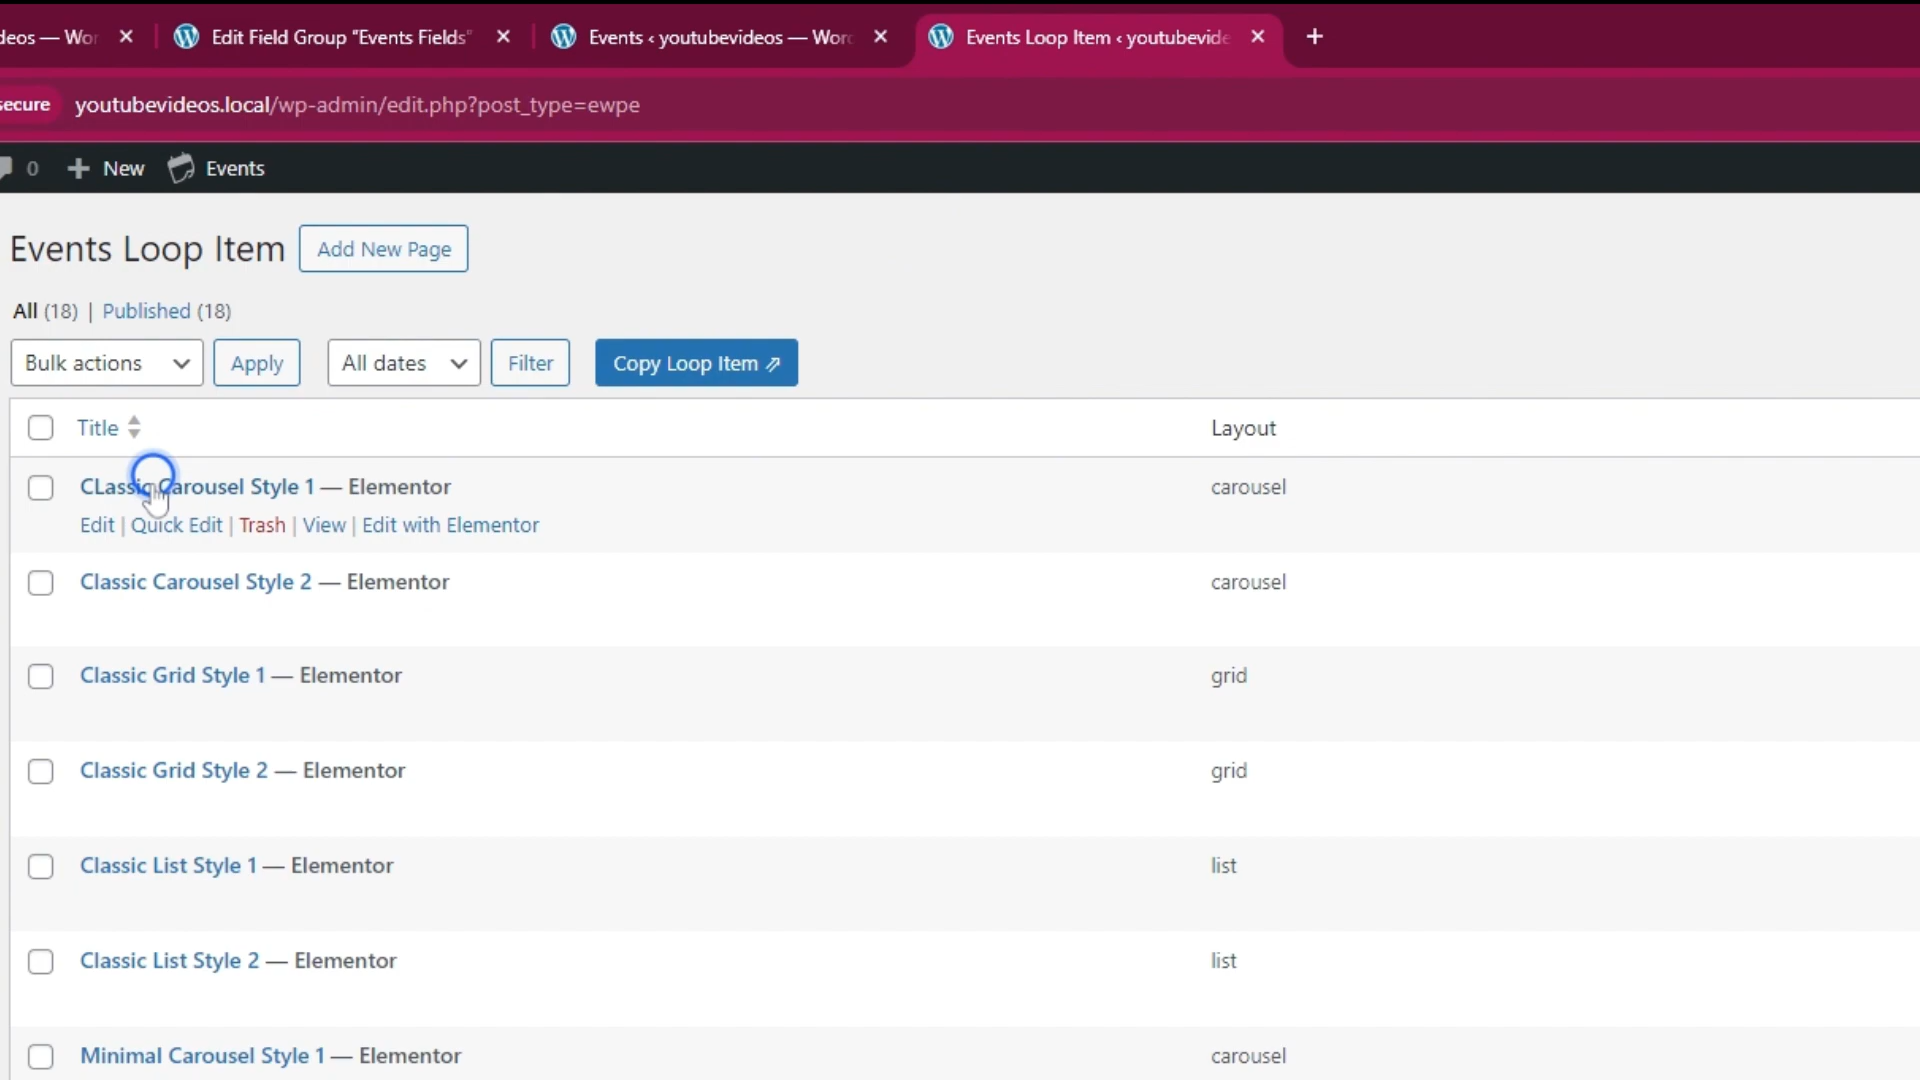 deos — Wor
Edit Field Group “Events Fields”
Events ‹ youtubevideos — Word
Events Loop Item ‹ youtubevide
secure youtubevideos.local/wp-admin/edit.php?post_type=ewpe
0 New Events
Events Loop Item Add New Page
All (18) | Published (18)
Bulk actions Apply All dates Filter Copy Loop Item ⇗
Title Layout
CLassic Carousel Style 1 — Elementor carousel
Edit | Quick Edit | Trash | View | Edit with Elementor
Classic Carousel Style 2 — Elementor carousel
Classic Grid Style 1 — Elementor grid
Classic Grid Style 2 — Elementor grid
Classic List Style 1 — Elementor list
Classic List Style 2 — Elementor list
Minimal Carousel Style 1 — Elementor carousel